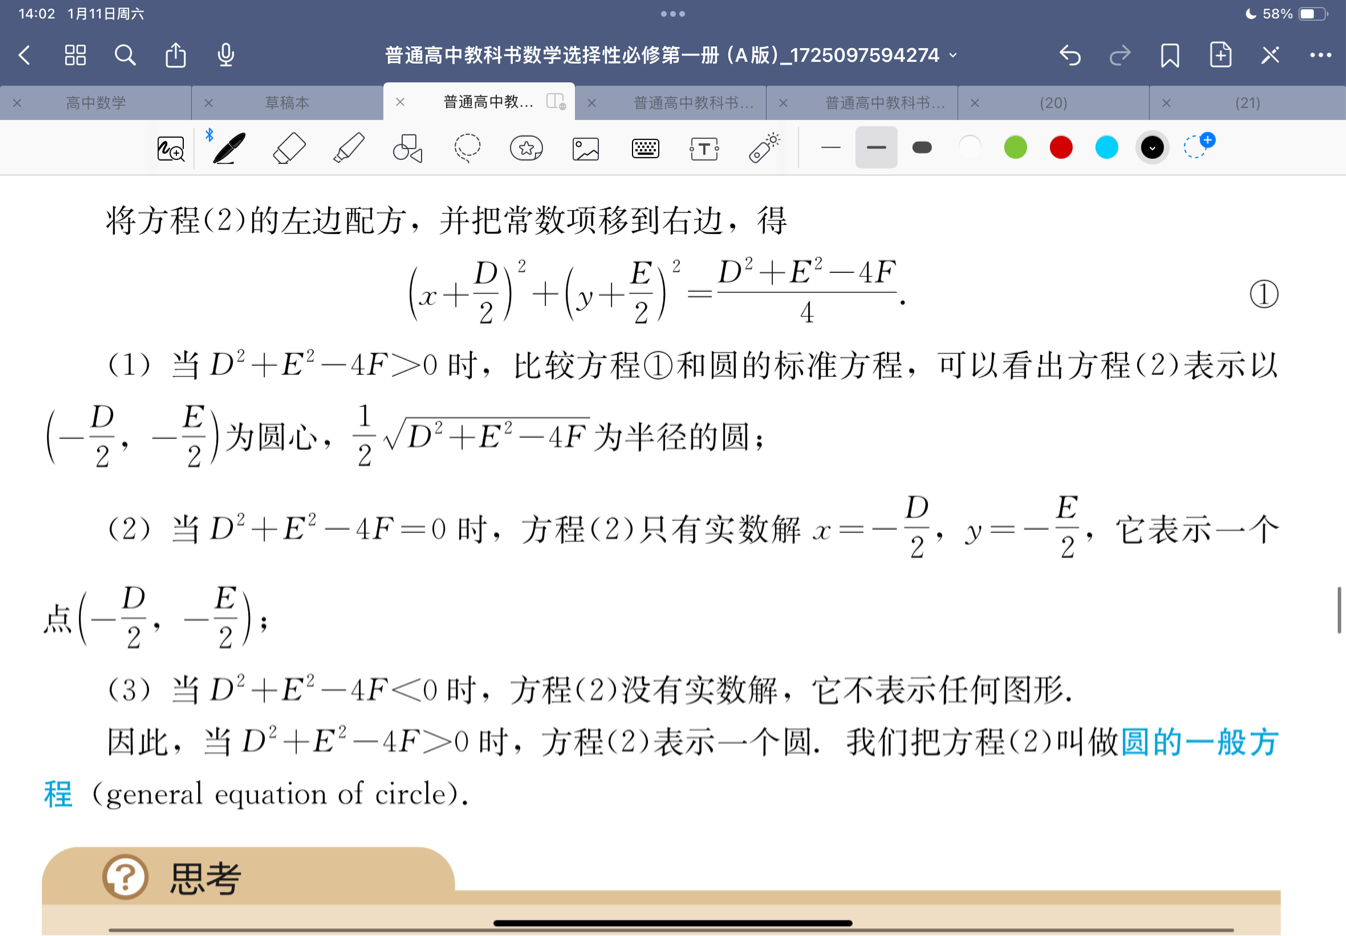 14:02 1月11日周六
58%
普通高中教科书数学选择性必修第一册 (A版)_1725097594274
高中数学
草稿本
普通高中教...
普通高中教科书...
普通高中教科书...
(20)
(21)
将方程(2)的左边配方，并把常数项移到右边，得
(x+D/2)²+(y+E/2)²=(D²+E²−4F)/4. ①
（1）当 D²+E²−4F>0 时，比较方程①和圆的标准方程，可以看出方程(2)表示以
(−D/2，−E/2)为圆心，1/2√(D²+E²−4F)为半径的圆；
（2）当 D²+E²−4F=0 时，方程(2)只有实数解 x=−D/2，y=−E/2，它表示一个
点(−D/2，−E/2)；
（3）当 D²+E²−4F<0 时，方程(2)没有实数解，它不表示任何图形.
因此，当 D²+E²−4F>0 时，方程(2)表示一个圆. 我们把方程(2)叫做圆的一般方
程（general equation of circle）.
思考